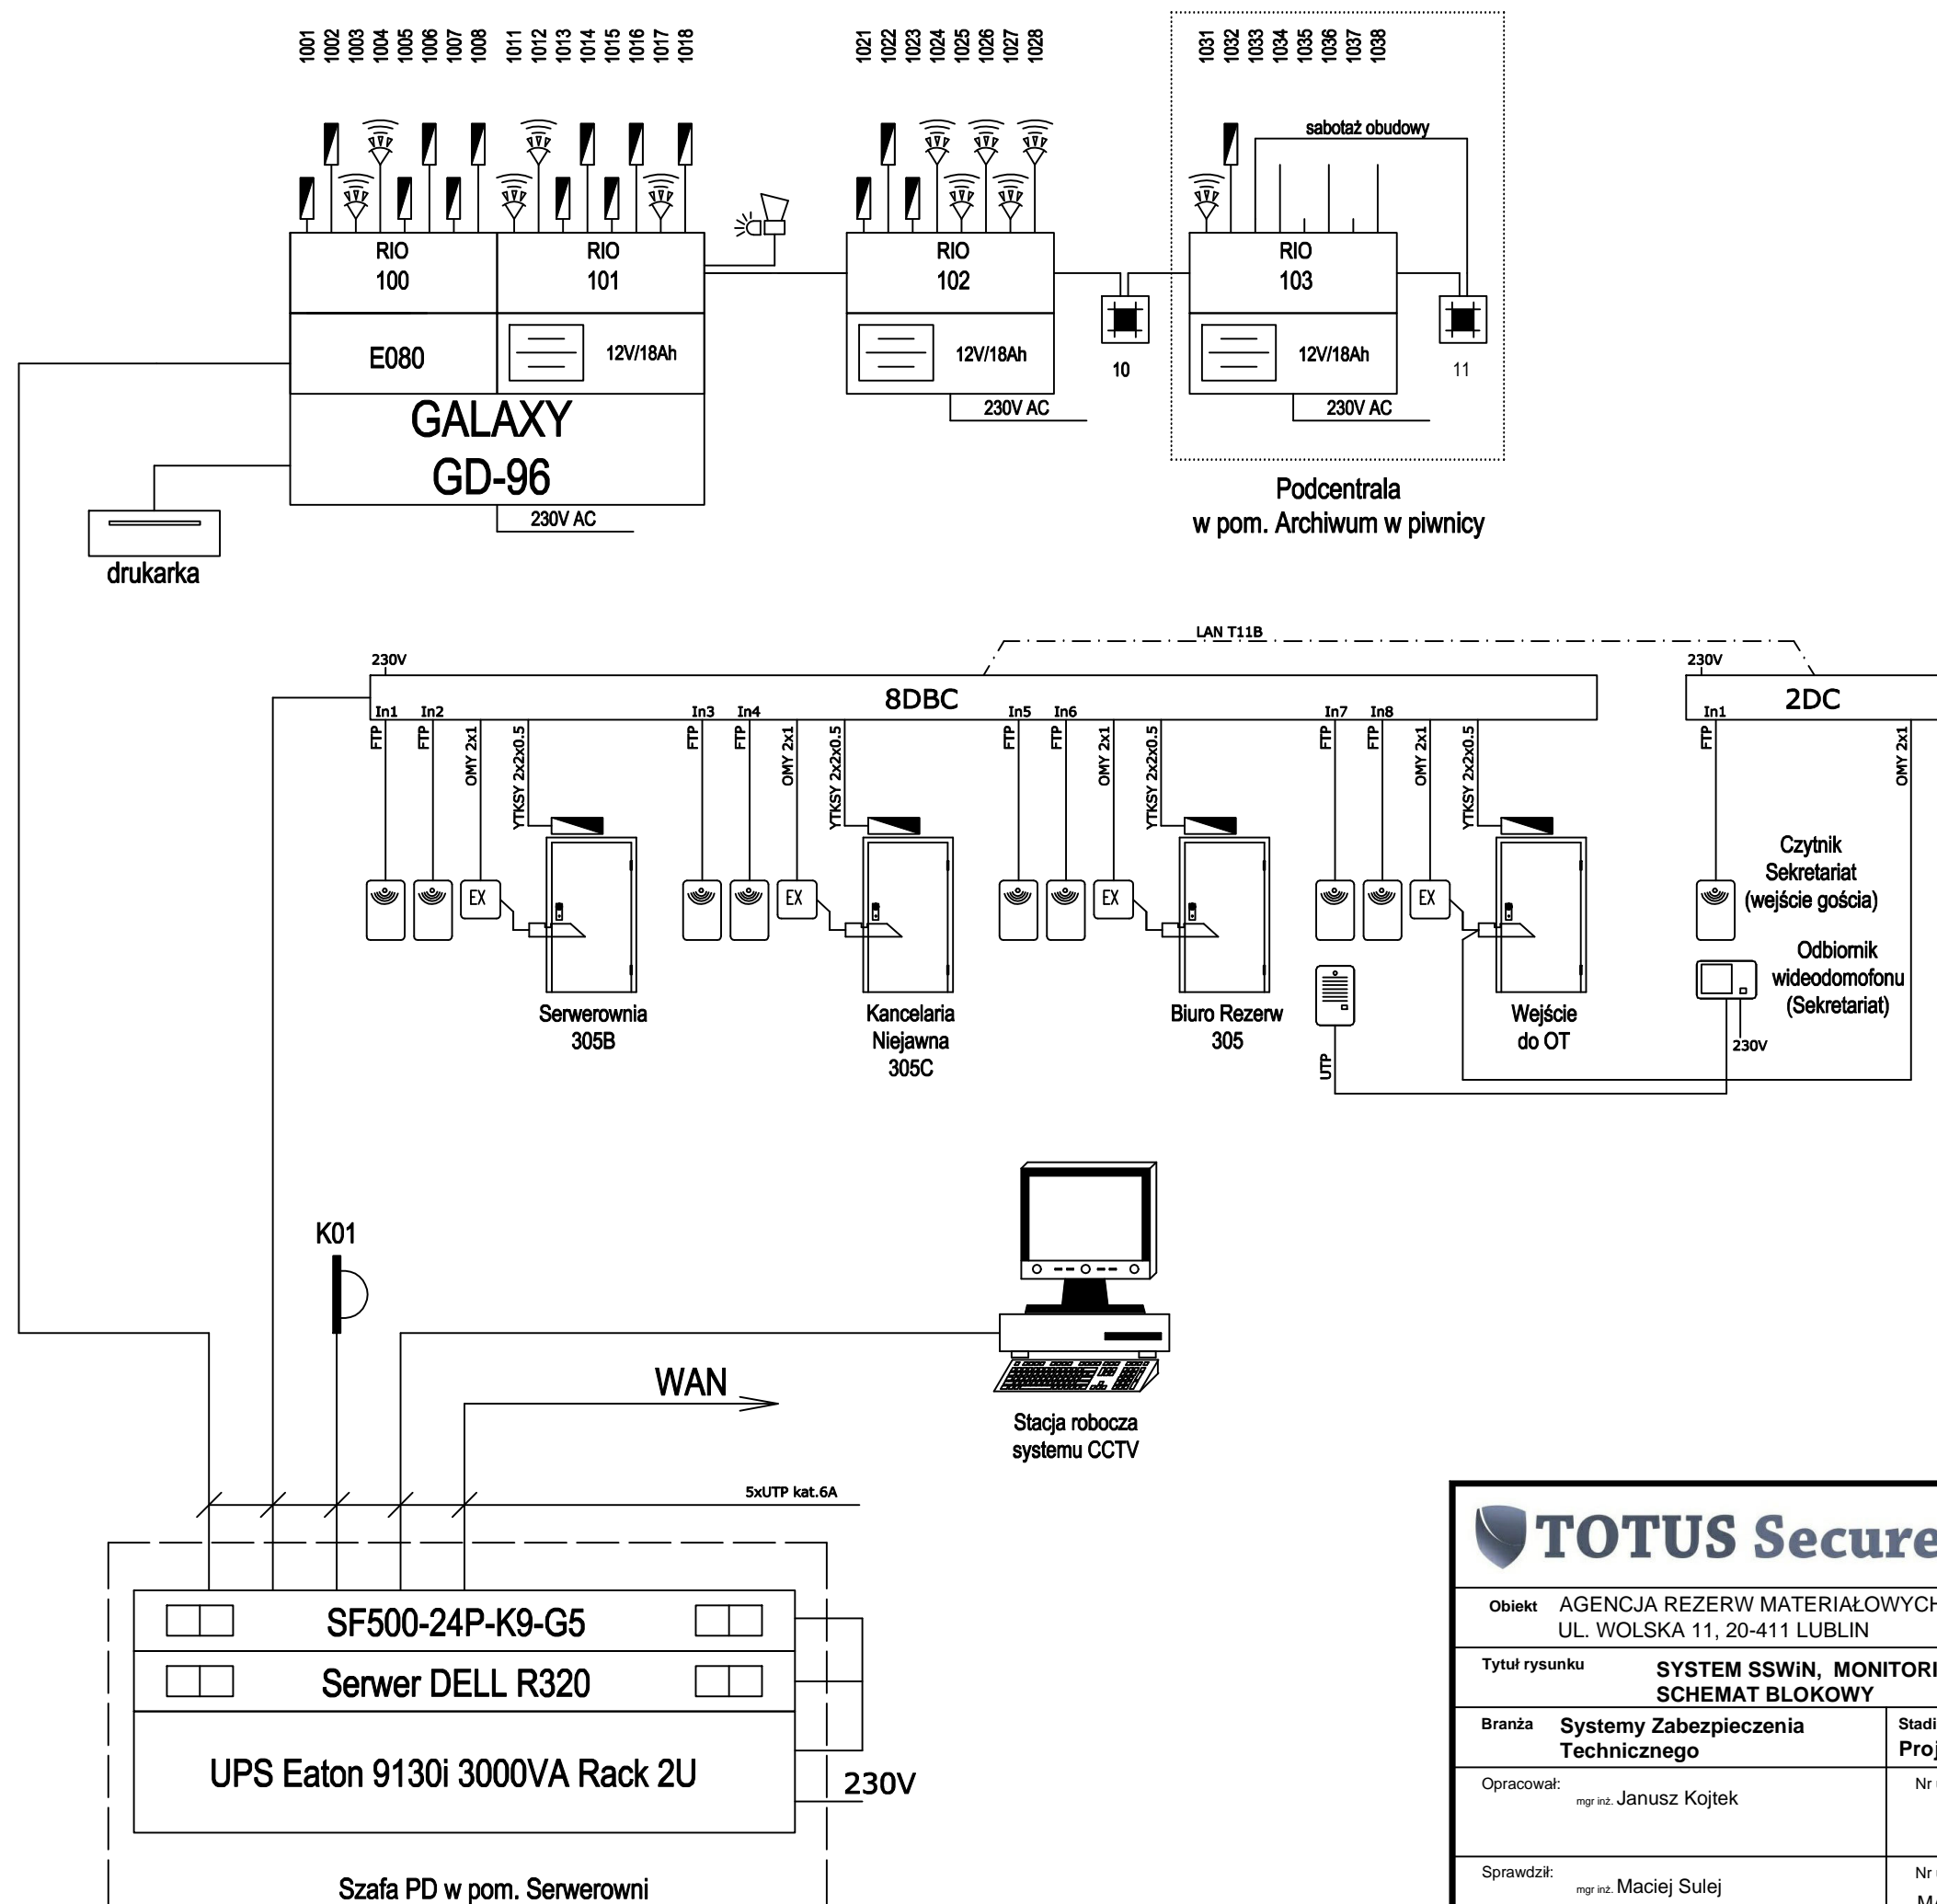 1001 1002 1003 1004 1005 1006 1007 1008 1011 1012 1013 1014 1015 1016 1017 1018
1021 1022 1023 1024 1025 1026 1027 1028
1031 1032 1033 1034 1035 1036 1037 1038
sabotaż obudowy
RIO
100
RIO
101
RIO
102
RIO
103
E080
12V/18Ah
12V/18Ah
10
12V/18Ah
11
GALAXY
GD-96
230V AC
230V AC
230V AC
Podcentrala
w pom. Archiwum w piwnicy
drukarka
LAN T11B
230V
8DBC
230V
2DC
In1 In2 In3 In4 In5 In6 In7 In8
In1
FTP FTP OMY 2x1 YTKSY 2x2x0.5
FTP FTP OMY 2x1 YTKSY 2x2x0.5
FTP FTP OMY 2x1 YTKSY 2x2x0.5
FTP FTP OMY 2x1 YTKSY 2x2x0.5
FTP OMY 2x1
EX EX EX EX
Czytnik
Sekretariat
(wejście gościa)
Odbiornik
wideodomofonu
(Sekretariat)
230V
Serwerownia
305B
Kancelaria
Niejawna
305C
Biuro Rezerw
305
Wejście
do OT
UTP
K01
WAN
Stacja robocza
systemu CCTV
5xUTP kat.6A
SF500-24P-K9-G5
Serwer DELL R320
UPS Eaton 9130i 3000VA Rack 2U
230V
Szafa PD w pom. Serwerowni
TOTUS Secure
Obiekt AGENCJA REZERW MATERIAŁOWYCH
UL. WOLSKA 11, 20-411 LUBLIN
Tytuł rysunku SYSTEM SSWiN, MONITORI
SCHEMAT BLOKOWY
Branża Systemy Zabezpieczenia
Technicznego
Stadi
Proj
Opracował:
mgr inż. Janusz Kojtek
Nr
Sprawdził:
mgr inż. Maciej Sulej
Nr